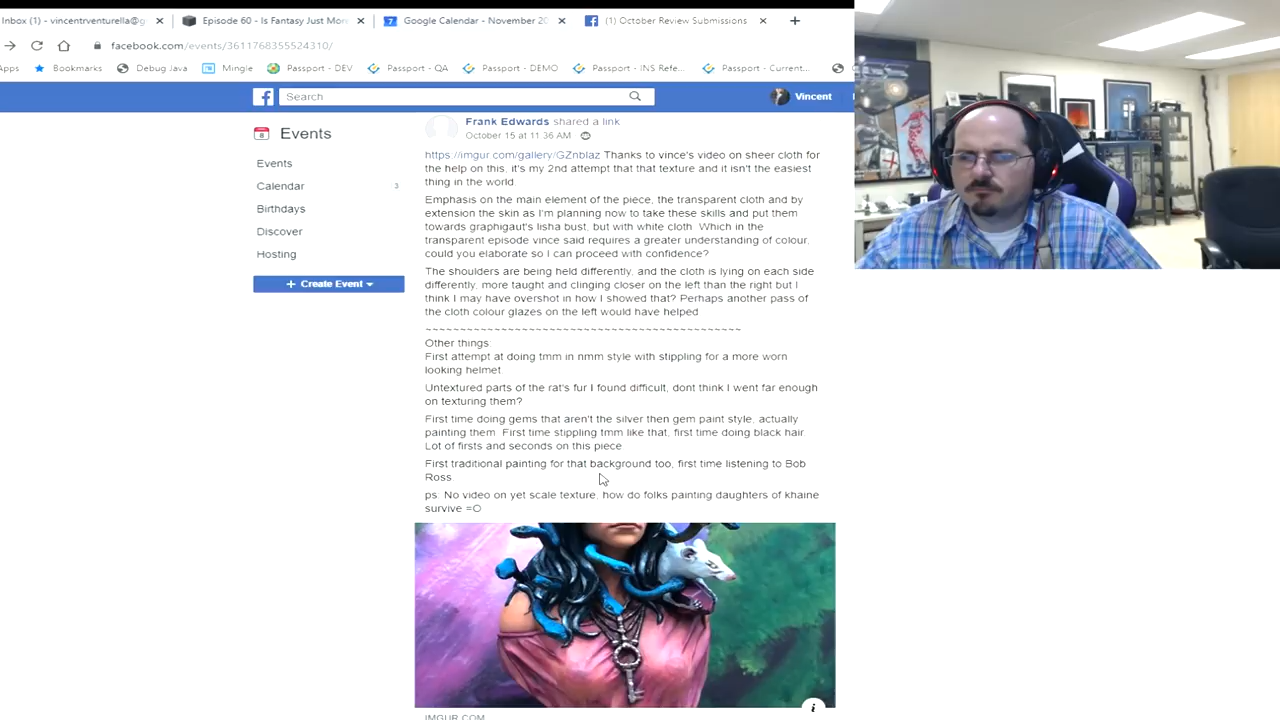 Inbox (1) - vincentrventurella@g
Episode 60 - Is Fantasy Just More
Google Calendar - November 20
(1) October Review Submissions
facebook.com/events/3611768355524310/
Apps
Bookmarks
Debug Java
Mingle
Passport - DEV
Passport - QA
Passport - DEMO
Passport - INS Refe...
Passport - Current...
Search
Vincent
Events
Events
Calendar 3
Birthdays
Discover
Hosting
+ Create Event
Frank Edwards shared a link
October 15 at 11:36 AM
https://imgur.com/gallery/GZnbIaz Thanks to vince's video on sheer cloth for
the help on this, it's my 2nd attempt that that texture and it isn't the easiest
thing in the world.
Emphasis on the main element of the piece, the transparent cloth and by
extension the skin as I'm planning now to take these skills and put them
towards graphigaut's lisha bust, but with white cloth. Which in the
transparent episode vince said requires a greater understanding of colour,
could you elaborate so I can proceed with confidence?
The shoulders are being held differently, and the cloth is lying on each side
differently, more taught and clinging closer on the left than the right but I
think I may have overshot in how I showed that? Perhaps another pass of
the cloth colour glazes on the left would have helped
~~~~~~~~~~~~~~~~~~~~~~~~~~~~~~~~~~~~~~~~~~~~~~
Other things:
First attempt at doing tmm in nmm style with stippling for a more worn
looking helmet.
Untextured parts of the rat's fur I found difficult, dont think I went far enough
on texturing them?
First time doing gems that aren't the silver then gem paint style, actually
painting them. First time stippling tmm like that, first time doing black hair.
Lot of firsts and seconds on this piece.
First traditional painting for that background too, first time listening to Bob
Ross
ps. No video on yet scale texture, how do folks painting daughters of khaine
survive =O
i
IMGUR.COM